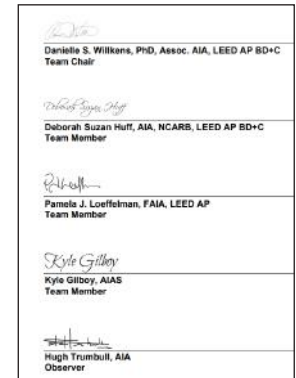 Danielle S. Willkens, PhD, Assoc. AIA, LEED AP BD+C
Team Chair
Deborah Suzan Huff
Deborah Suzan Huff, AIA, NCARB, LEED AP BD+C
Team Member
Pamela J. Loeffelman, FAIA, LEED AP
Team Member
Kyle Gilboy
Kyle Gilboy, AIAS
Team Member
Hugh Trumbull, AIA
Observer